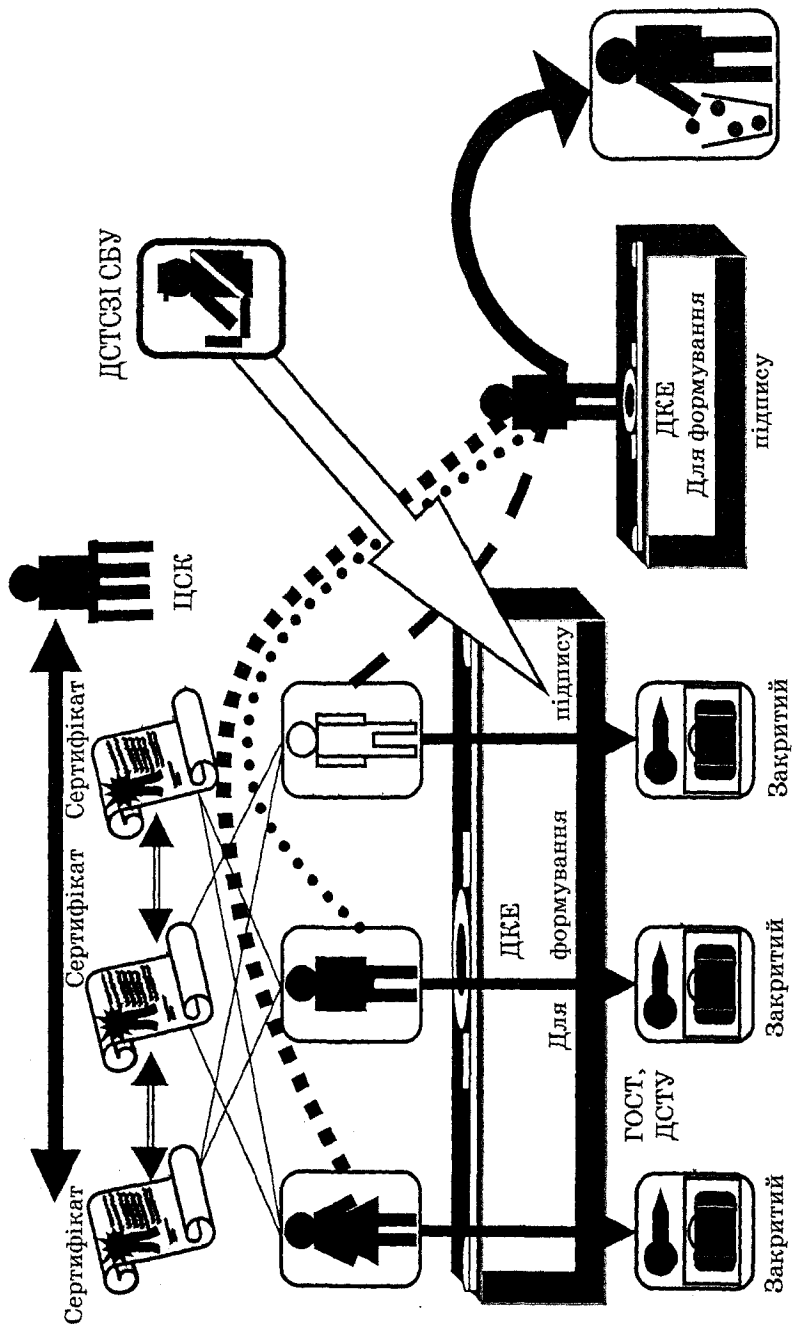 ЦСК
Сертифікат
Сертифікат
Сертифікат
ДСТСЗІ СБУ
ДКЕ
Для формування
підпису
ДКЕ
Для формування
підпису
ГОСТ,
ДСТУ
Закритий
Закритий
Закритий